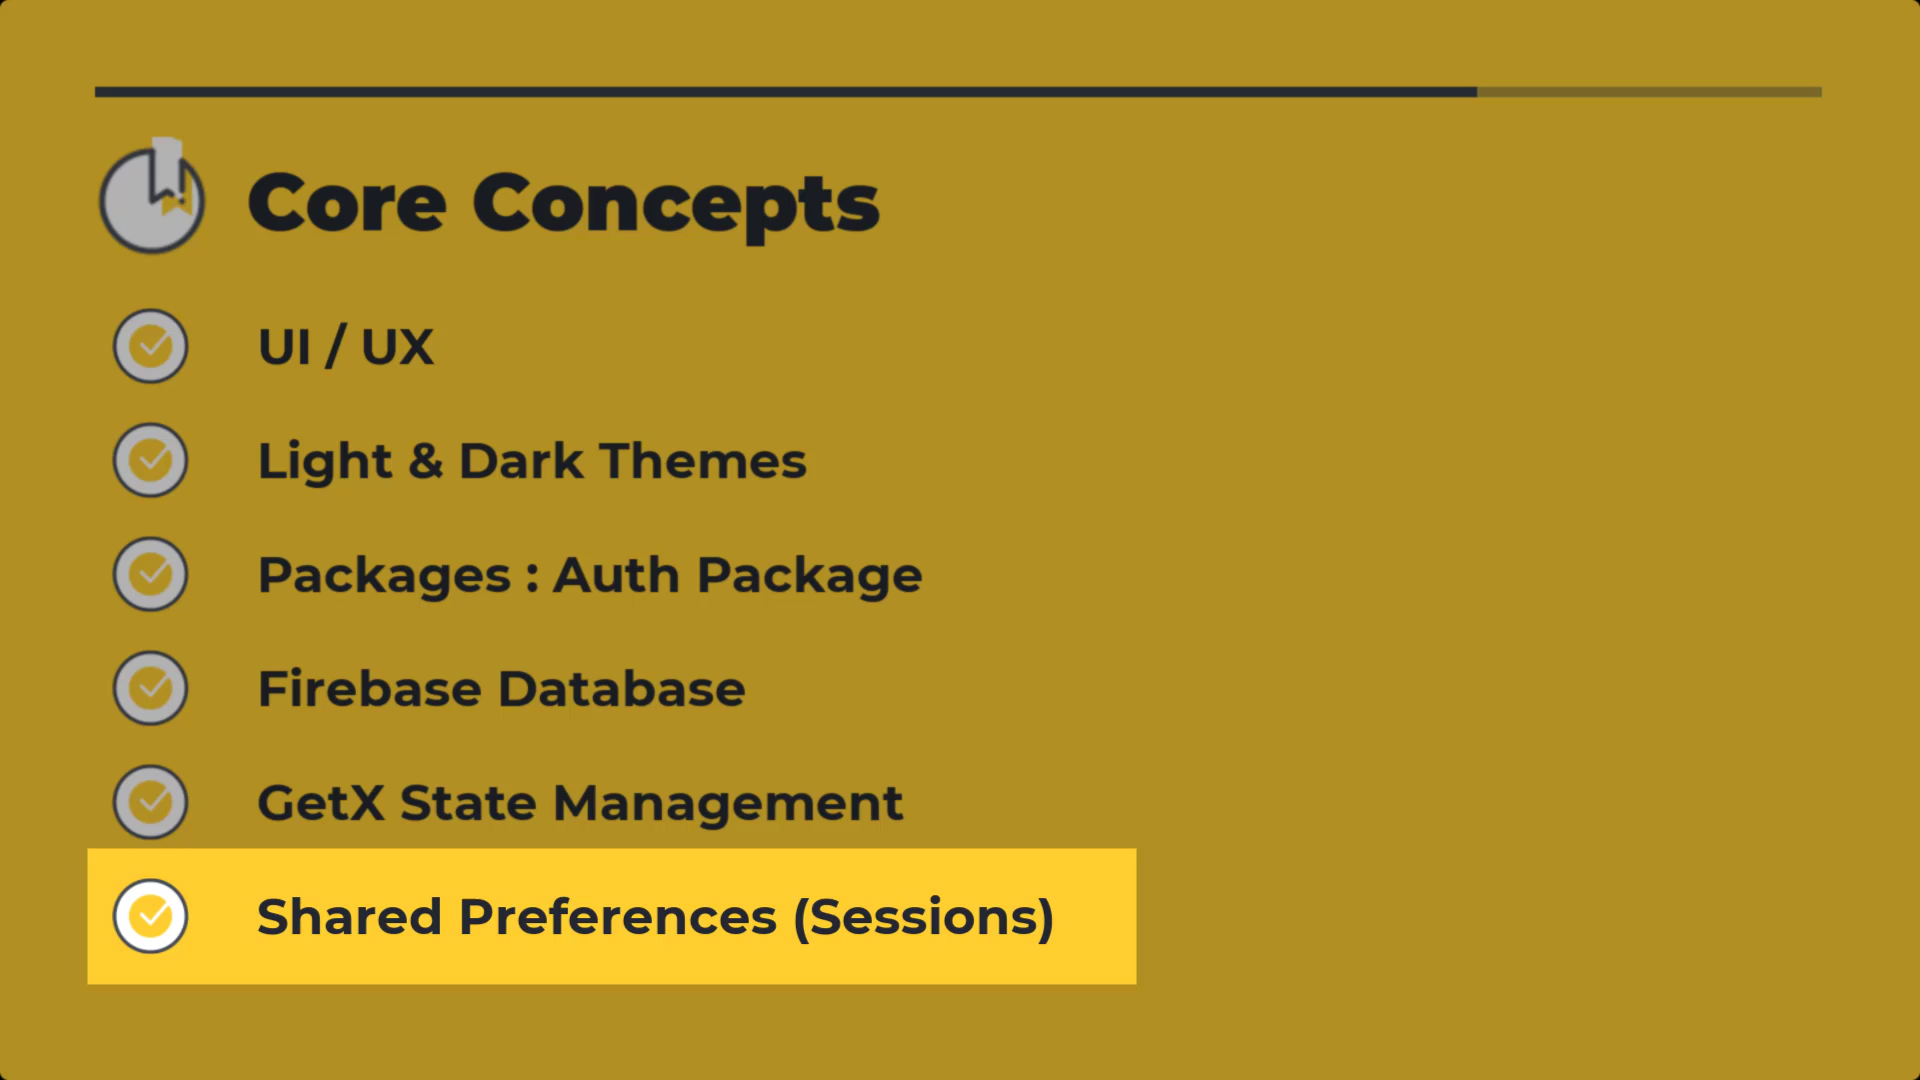 Core Concepts
UI / UX
Light & Dark Themes
Packages : Auth Package
Firebase Database
GetX State Management
Shared Preferences (Sessions)